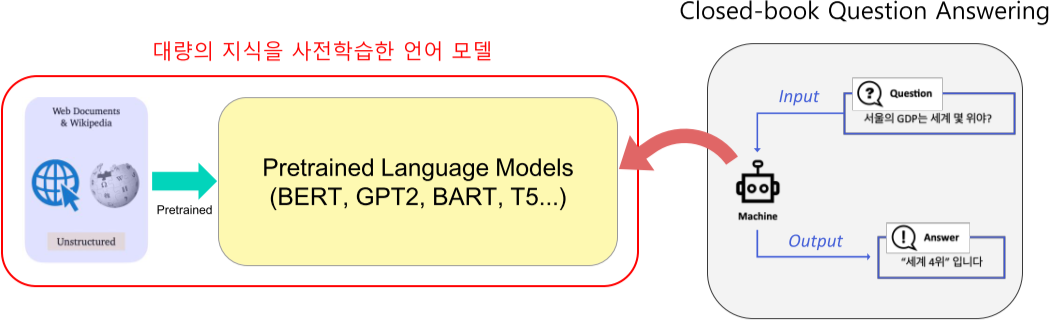 Closed-book Question Answering
대량의 지식을 사전학습한 언어 모델
Web Documents
& Wikipedia
Unstructured
Pretrained
Pretrained Language Models
(BERT, GPT2, BART, T5...)
Input
Question
서울의 GDP는 세계 몇 위야?
Machine
Output
Answer
“세계 4위” 입니다